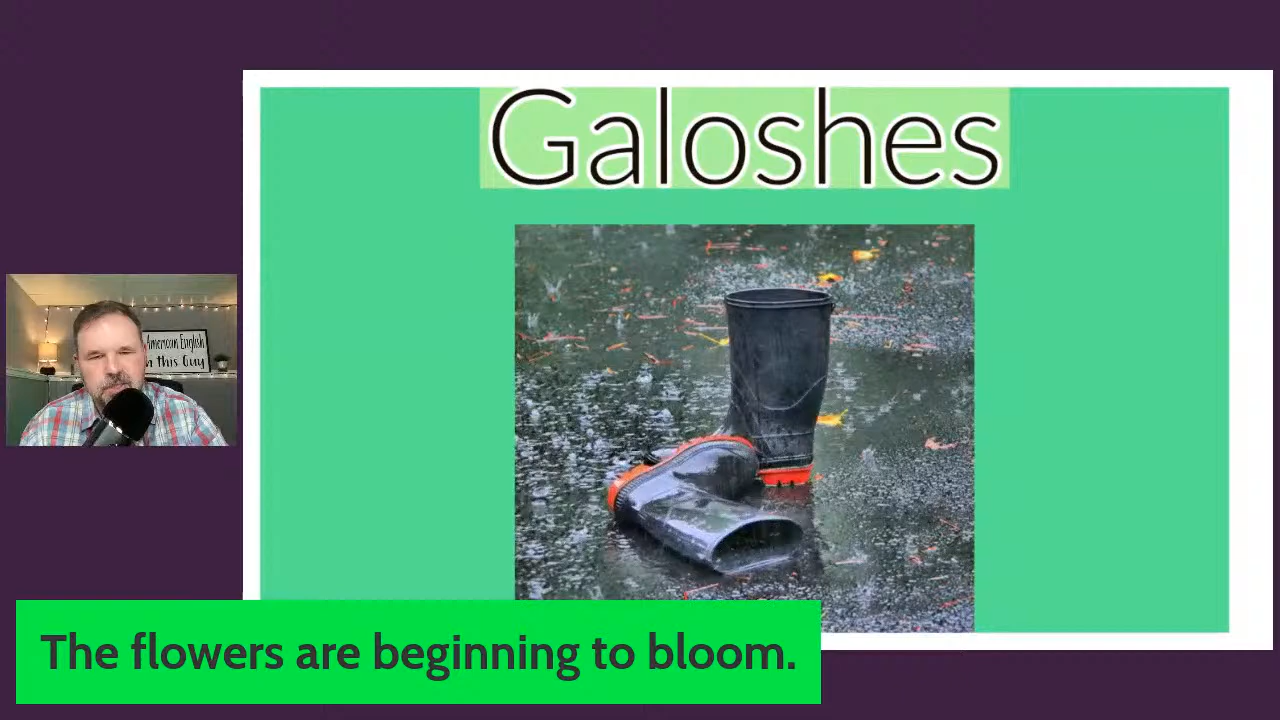 Galoshes
American English
h this Guy
The flowers are beginning to bloom.